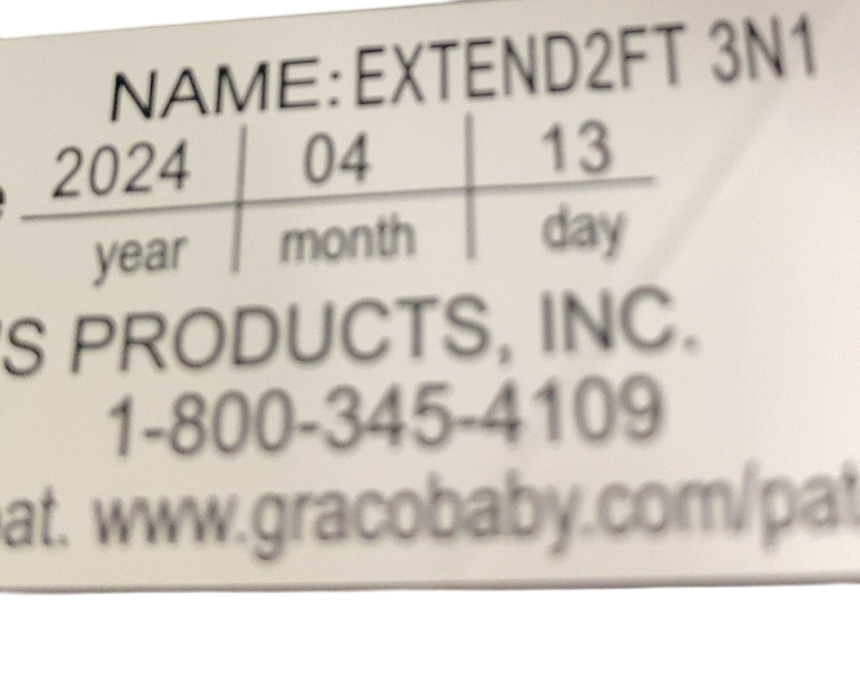 NAME:EXTEND2FT 3N1
2024 04 13
year month day
'S PRODUCTS, INC.
1-800-345-4109
at. www.gracobaby.com/pat